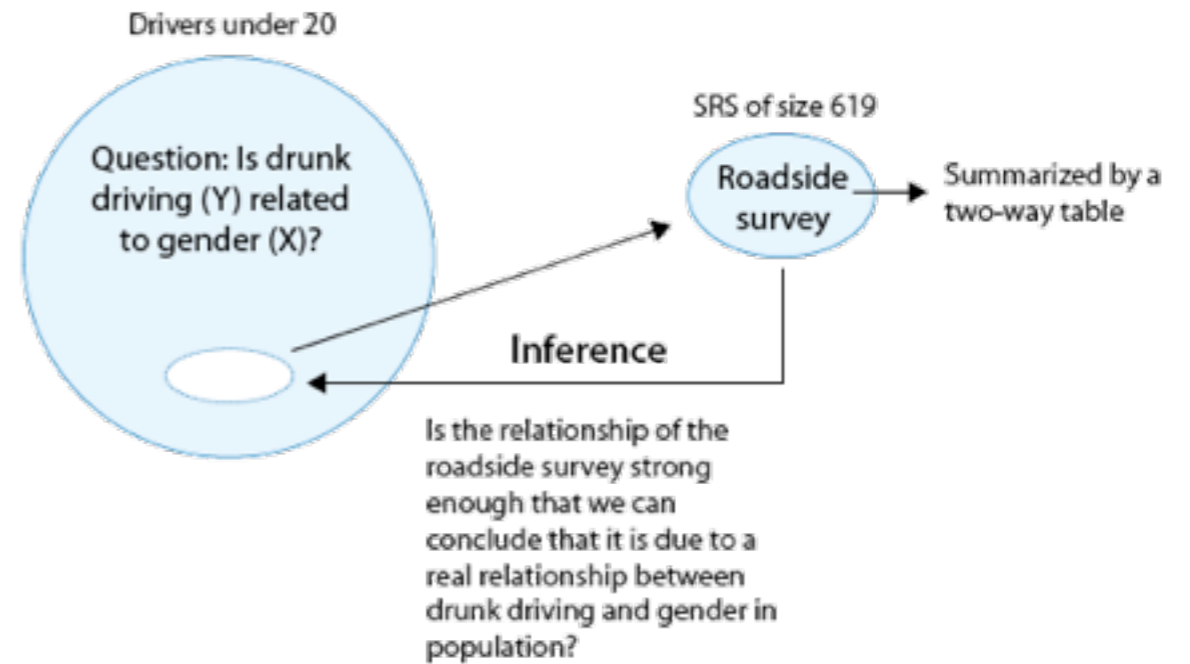 Drivers under 20
Question: Is drunk
driving (Y) related
to gender (X)?
SRS of size 619
Roadside
survey
Summarized by a
two-way table
Inference
Is the relationship of the
roadside survey strong
enough that we can
conclude that it is due to a
real relationship between
drunk driving and gender in
population?